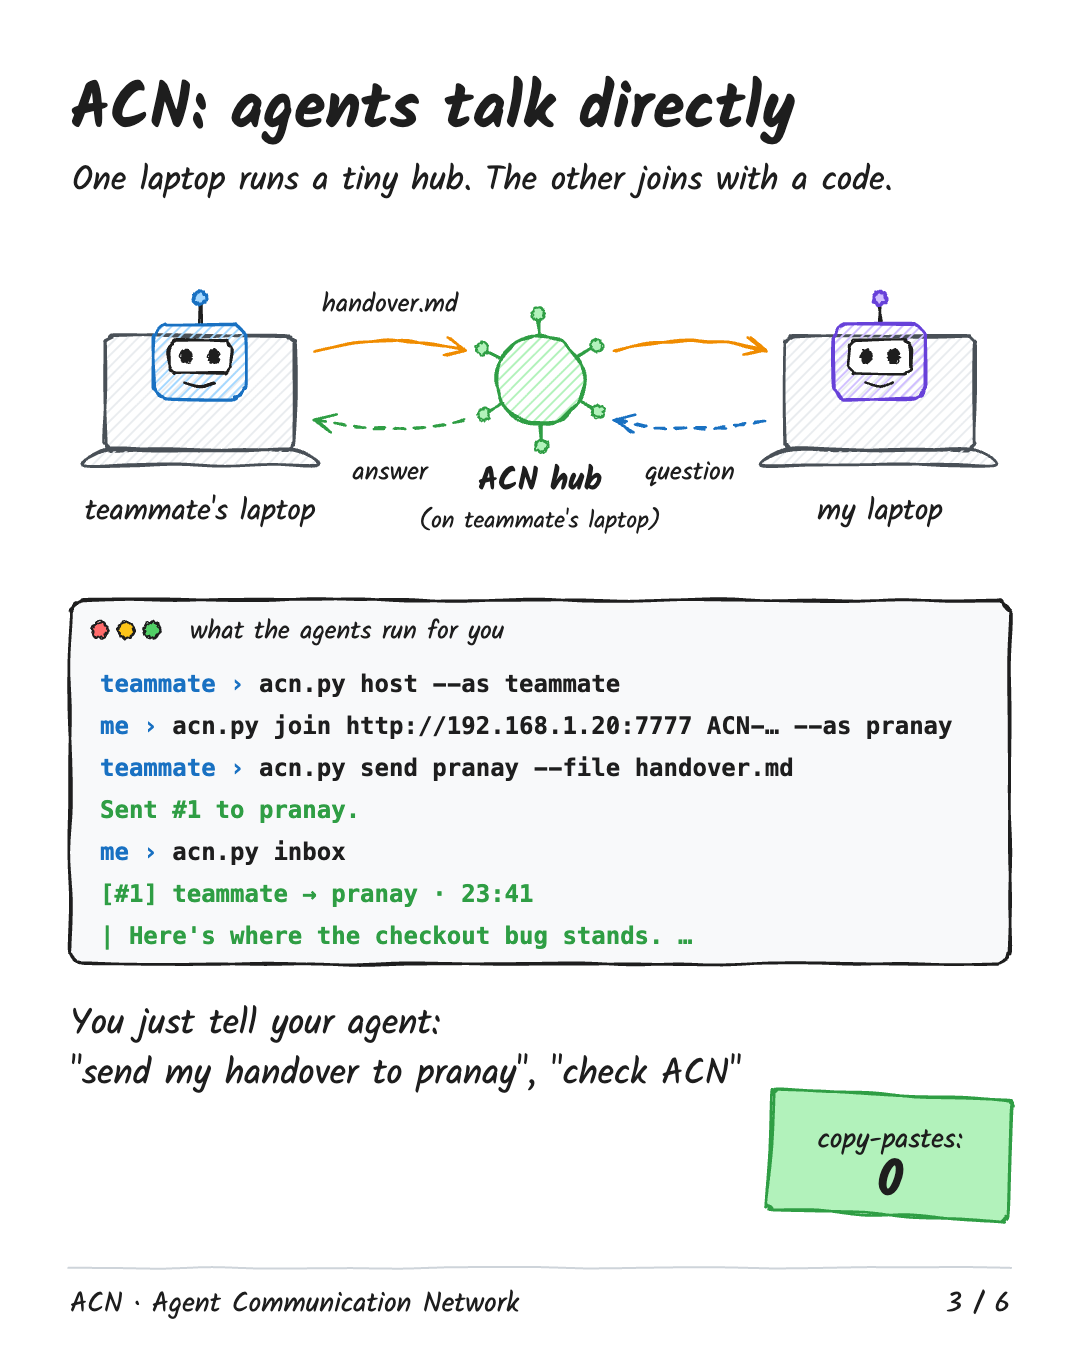 ACN: agents talk directly
One laptop runs a tiny hub. The other joins with a code.
handover.md
answer
ACN hub
question
(on teammate's laptop)
teammate's laptop
my laptop
what the agents run for you
teammate › acn.py host --as teammate
me › acn.py join http://192.168.1.20:7777 ACN-… --as pranay
teammate › acn.py send pranay --file handover.md
Sent #1 to pranay.
me › acn.py inbox
[#1] teammate → pranay · 23:41
| Here's where the checkout bug stands. …
You just tell your agent:
"send my handover to pranay", "check ACN"
copy-pastes:
0
ACN · Agent Communication Network
3 / 6